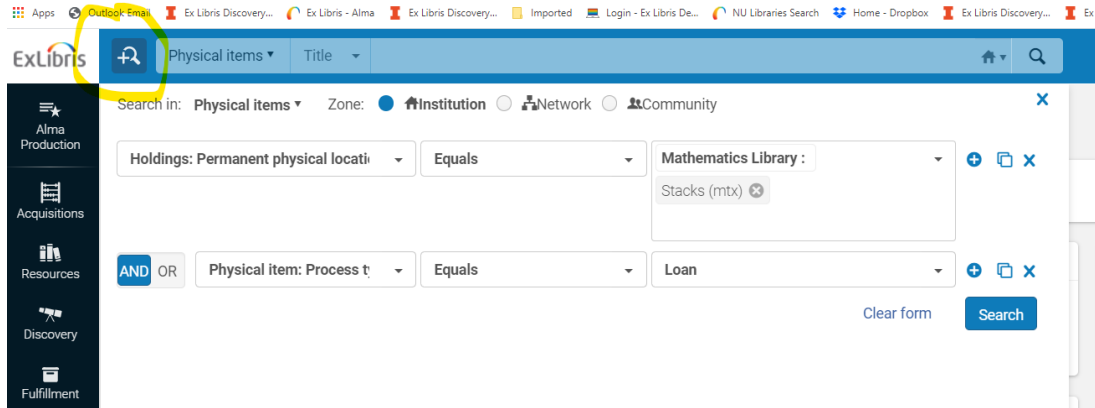 Apps Outlook Email Ex Libris Discovery... Ex Libris - Alma Ex Libris Discovery... Imported Login - Ex Libris De... NU Libraries Search Home - Dropbox Ex Libris Discovery... Ex
ExLibris Physical items Title
Search in: Physical items Zone: Institution Network Community
Alma
Production
Holdings: Permanent physical locati Equals Mathematics Library :
Stacks (mtx)
Acquisitions
Resources
AND OR Physical item: Process ty Equals Loan
Clear form Search
Discovery
Fulfillment